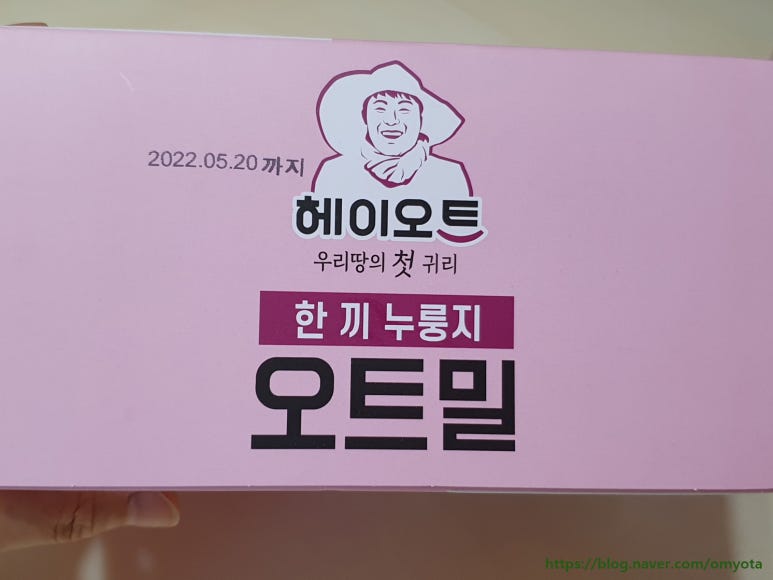 2022.05.20 까지
헤이오트
우리땅의 첫 귀리
한 끼 누룽지
오트밀
https://blog.naver.com/omyota